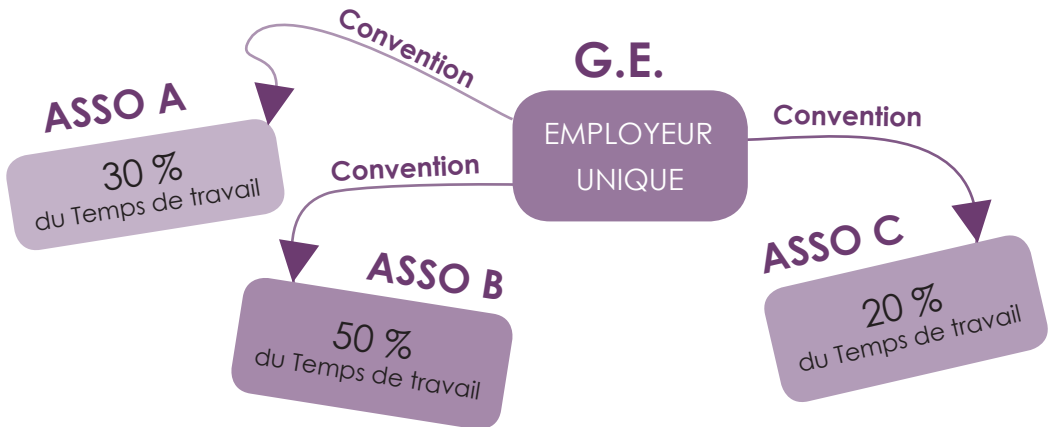 G.E.
EMPLOYEUR
UNIQUE
Convention
ASSO A
30 %
du Temps de travail
Convention
ASSO B
50 %
du Temps de travail
Convention
ASSO C
20 %
du Temps de travail